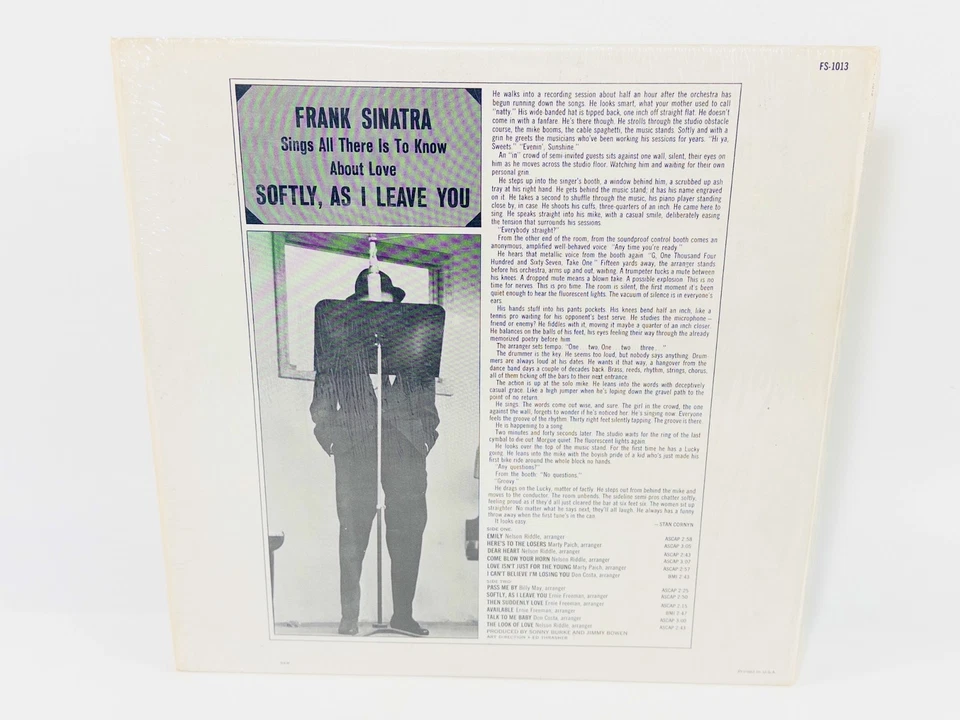 FS-1013
FRANK SINATRA
Sings All There Is To Know
About Love
SOFTLY, AS I LEAVE YOU
He walks into a recording session about half an hour after the orchestra has
begun running down the songs. He looks smart, what your mother used to call
"natty." His wide-banded hat is tipped back, one inch off straight flat. He doesn't
come in with a fanfare. He's there though. He strolls through the studio obstacle
course, the mike booms, the cable spaghetti, the music stands. Softly and with a
grin he greets the musicians who've been working his sessions for years. "Hi ya,
Sweets." "Evenin', Sunshine."
An "in" crowd of semi-invited guests sits against one wall, silent, their eyes on
him as he moves across the studio floor. Watching him and waiting for their own
personal grin.
He steps up into the singer's booth, a window behind him, a scrubbed up ash
tray at his right hand. He gets behind the music stand; it has his name engraved
on it. He takes a second to shuffle through the music, his piano player standing
close by, in case. He shoots his cuffs, three-quarters of an inch. He came here to
sing. He speaks straight into his mike, with a casual smile, deliberately easing
the tension that surrounds his sessions.
"Everybody straight?"
From the other end of the room, from the soundproof control booth comes an
anonymous, amplified well-behaved voice "Any time you're ready."
He hears that metallic voice from the booth again "G, One Thousand Four
Hundred and Sixty Seven. Take One." Fifteen yards away, the arranger stands
before his orchestra, arms up and out, waiting. A trumpeter tucks a mute between
his knees. A dropped mute means a blown take. A possible explosion. This is no
time for nerves. This is pro time. The room is silent, the first moment it's been
quiet enough to hear the fluorescent lights. The vacuum of silence is in everyone's
ears.
His hands stuff into his pants pockets. His knees bend half an inch, like a
tennis pro waiting for his opponent's best serve. He studies the microphone—
friend or enemy? He fiddles with it, moving it maybe a quarter of an inch closer.
He balances on the balls of his feet, his eyes feeling their way through the already
memorized poetry before him.
The arranger sets tempo. "One two, One two three . ."
The drummer is the key. He seems too loud, but nobody says anything. Drum-
mers are always loud at his dates. He wants it that way, a hangover from the
dance band days a couple of decades back. Brass, reeds, rhythm, strings, chorus,
all of them ticking off the bars to their next entrance.
The action is up at the solo mike. He leans into the words with deceptively
casual grace. Like a high jumper when he's loping down the gravel path to the
point of no return.
He sings. The words come out wise, and sure. The girl in the crowd, the one
against the wall, forgets to wonder if he's noticed her. He's singing now. Everyone
feels the groove of the rhythm. Thirty right feet silently tapping. The groove is there.
He is happening to a song.
Two minutes and forty seconds later. The studio waits for the ring of the last
cymbal to die out. Morgue quiet. The fluorescent lights again.
He looks over the top of the music stand. For the first time he has a Lucky
going. He leans into the mike with the boyish pride of a kid who's just made his
first bike ride around the whole block no hands.
"Any questions?"
From the booth: "No questions."
"Groovy."
He drags on the Lucky, matter of factly. He steps out from behind the mike and
moves to the conductor. The room unbends. The sideline semi-pros chatter softly,
feeling proud as if they'd all just cleared the bar at six feet six. The women sit up
straighter. No matter what he says next, they'll all laugh. He always has a funny
throw away when the first tune's in the can.
It looks easy.
—STAN CORNYN
SIDE ONE:
EMILY Nelson Riddle, arranger ASCAP 2:58
HERE'S TO THE LOSERS Marty Paich, arranger ASCAP 3:05
DEAR HEART Nelson Riddle, arranger ASCAP 2:43
COME BLOW YOUR HORN Nelson Riddle, arranger ASCAP 3:07
LOVE ISN'T JUST FOR THE YOUNG Marty Paich, arranger ASCAP 2:57
I CAN'T BELIEVE I'M LOSING YOU Don Costa, arranger BMI 2:43
SIDE TWO:
PASS ME BY Billy May, arranger ASCAP 2:25
SOFTLY, AS I LEAVE YOU Ernie Freeman, arranger ASCAP 2:50
THEN SUDDENLY LOVE Ernie Freeman, arranger ASCAP
AVAILABLE Ernie Freeman, arranger
TALK TO ME BABY Don Costa, arranger ASCAP
THE LOOK OF LOVE Nelson Riddle, arranger ASCAP
PRODUCED BY SONNY BURKE AND JIMMY BOWEN
ART DIRECTION / ED THRASHER